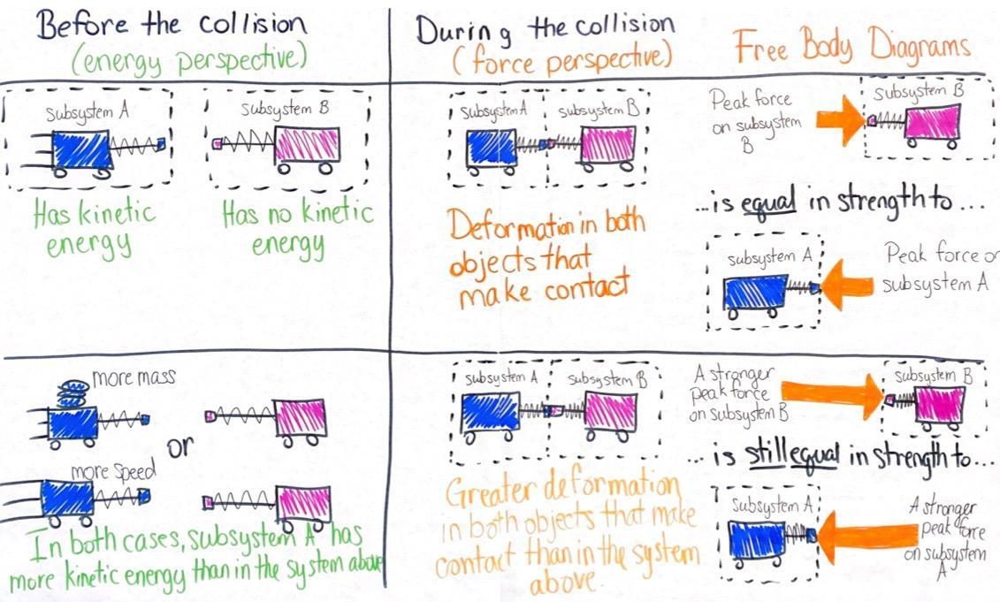 Before the collision
(energy perspective)
During the collision
(force perspective)
Free Body Diagrams
subsystem A
subsystem B
Has kinetic
energy
Has no kinetic
energy
subsystem A
subsystem B
Deformation in both
objects that
make contact
Peak force
on subsystem
B
subsystem B
...is equal in strength to...
subsystem A
Peak force on
subsystem A
more mass
or
more speed
In both cases, subsystem A has
more kinetic energy than in the system above
subsystem A
subsystem B
Greater deformation
in both objects that make
contact than in the system
above.
A stronger
peak force
on subsystem B
subsystem B
... is still equal in strength to...
subsystem A
A stronger
peak force
on subsystem
A